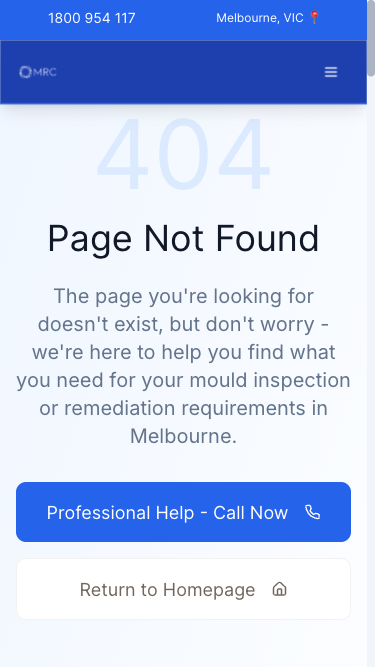 1800 954 117
Melbourne, VIC 📍
MRC
404
Page Not Found
The page you're looking for
doesn't exist, but don't worry -
we're here to help you find what
you need for your mould inspection
or remediation requirements in
Melbourne.
Professional Help - Call Now
Return to Homepage